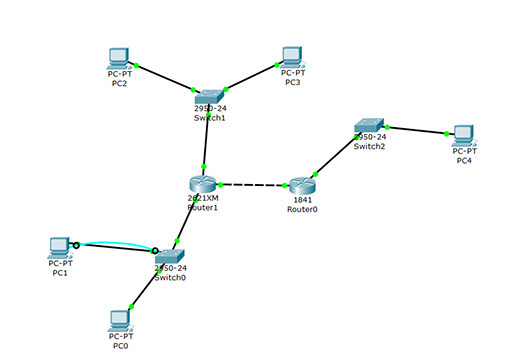 PC-PT
PC2
PC-PT
PC3
2950-24
Switch1
2950-24
Switch2
PC-PT
PC4
2621XM
Router1
1841
Router0
PC-PT
PC1
2950-24
Switch0
PC-PT
PC0